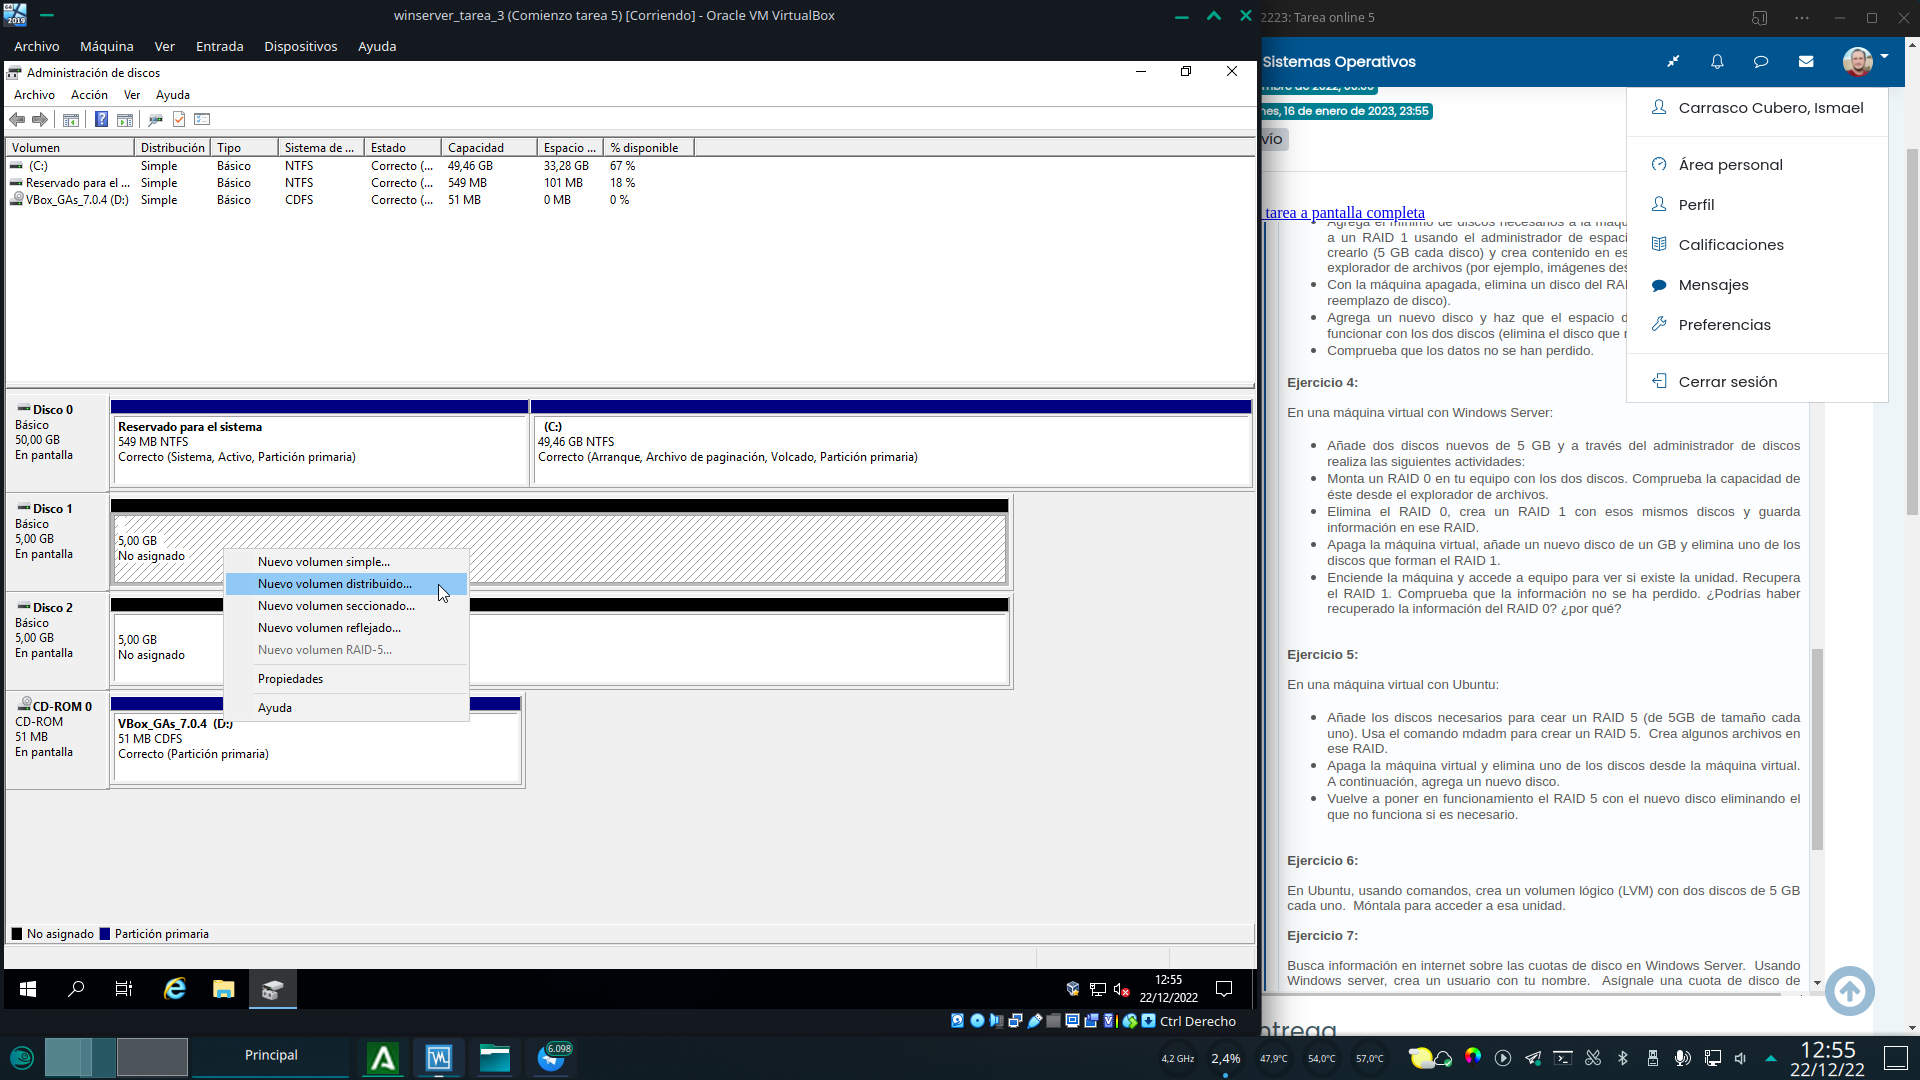 winserver_tarea_3 (Comienzo tarea 5) [Corriendo] - Oracle VM VirtualBox
Archivo Máquina Ver Entrada Dispositivos Ayuda
Administración de discos
Archivo Acción Ver Ayuda
Volumen Distribución Tipo Sistema de ... Estado Capacidad Espacio ... % disponible
(C:) Simple Básico NTFS Correcto (... 49,46 GB 33,28 GB 67 %
Reservado para el ... Simple Básico NTFS Correcto (... 549 MB 101 MB 18 %
VBox_GAs_7.0.4 (D:) Simple Básico CDFS Correcto (... 51 MB 0 MB 0 %
Disco 0
Básico
50,00 GB
En pantalla
Reservado para el sistema
549 MB NTFS
Correcto (Sistema, Activo, Partición primaria)
(C:)
49,46 GB NTFS
Correcto (Arranque, Archivo de paginación, Volcado, Partición primaria)
Disco 1
Básico
5,00 GB
En pantalla
5,00 GB
No asignado
Nuevo volumen simple...
Nuevo volumen distribuido...
Nuevo volumen seccionado...
Nuevo volumen reflejado...
Nuevo volumen RAID-5...
Propiedades
Ayuda
Disco 2
Básico
5,00 GB
En pantalla
5,00 GB
No asignado
CD-ROM 0
CD-ROM
51 MB
En pantalla
VBox_GAs_7.0.4 (D:)
51 MB CDFS
Correcto (Partición primaria)
No asignado Partición primaria
12:55
22/12/2022
Ctrl Derecho
2223: Tarea online 5
Sistemas Operativos
mbre de 2022, 00:00
nes, 16 de enero de 2023, 23:55
vío
Carrasco Cubero, Ismael
Área personal
Perfil
Calificaciones
Mensajes
Preferencias
Cerrar sesión
tarea a pantalla completa
Agrega el mínimo de discos necesarios a la máqu
a un RAID 1 usando el administrador de espaci
crearlo (5 GB cada disco) y crea contenido en es
explorador de archivos (por ejemplo, imágenes des
Con la máquina apagada, elimina un disco del RAI
reemplazo de disco).
Agrega un nuevo disco y haz que el espacio d
funcionar con los dos discos (elimina el disco que
Comprueba que los datos no se han perdido.
Ejercicio 4:
En una máquina virtual con Windows Server:
Añade dos discos nuevos de 5 GB y a través del administrador de discos
realiza las siguientes actividades:
Monta un RAID 0 en tu equipo con los dos discos. Comprueba la capacidad de
éste desde el explorador de archivos.
Elimina el RAID 0, crea un RAID 1 con esos mismos discos y guarda
información en ese RAID.
Apaga la máquina virtual, añade un nuevo disco de un GB y elimina uno de los
discos que forman el RAID 1.
Enciende la máquina y accede a equipo para ver si existe la unidad. Recupera
el RAID 1. Comprueba que la información no se ha perdido. ¿Podrías haber
recuperado la información del RAID 0? ¿por qué?
Ejercicio 5:
En una máquina virtual con Ubuntu:
Añade los discos necesarios para cear un RAID 5 (de 5GB de tamaño cada
uno). Usa el comando mdadm para crear un RAID 5. Crea algunos archivos en
ese RAID.
Apaga la máquina virtual y elimina uno de los discos desde la máquina virtual.
A continuación, agrega un nuevo disco.
Vuelve a poner en funcionamiento el RAID 5 con el nuevo disco eliminando el
que no funciona si es necesario.
Ejercicio 6:
En Ubuntu, usando comandos, crea un volumen lógico (LVM) con dos discos de 5 GB
cada uno. Móntala para acceder a esa unidad.
Ejercicio 7:
Busca información en internet sobre las cuotas de disco en Windows Server. Usando
Windows server, crea un usuario con tu nombre. Asígnale una cuota de disco de
ntrega
Principal
6.098
4,2 GHz 2,4% 47,9°C 54,0°C 57,0°C
12:55
22/12/22